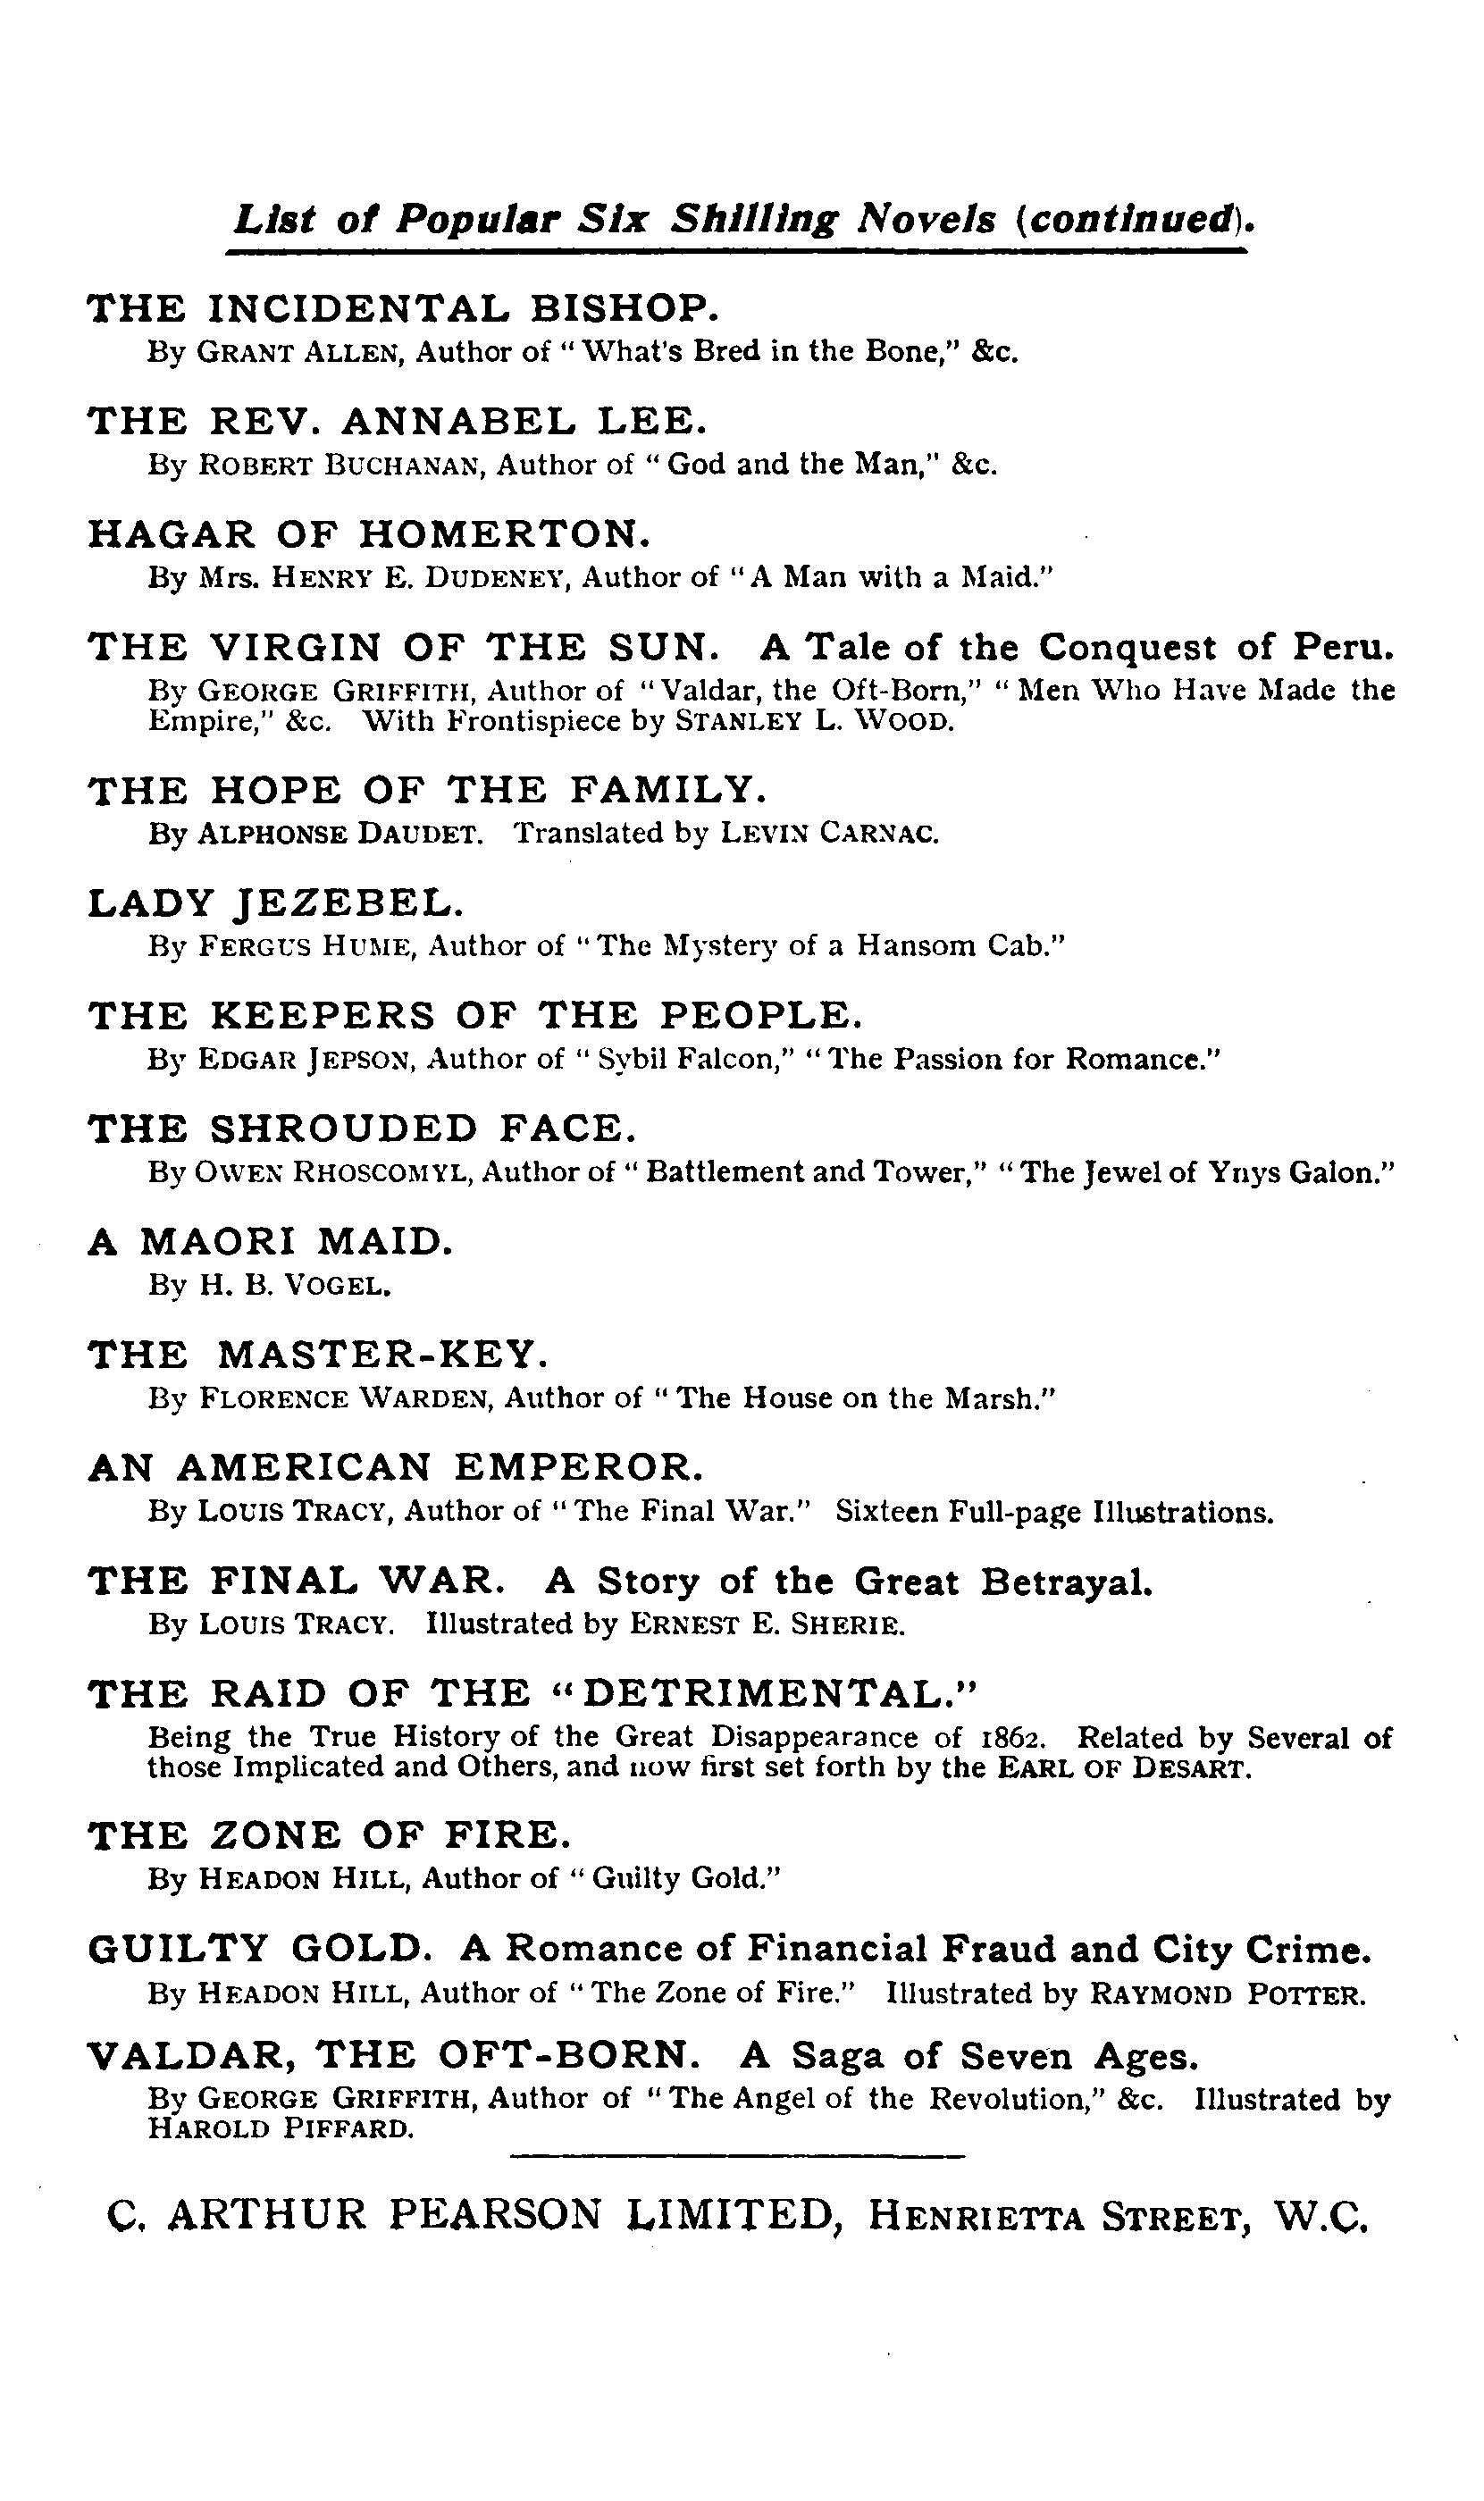 List of Popular Six Shilling Novels (continued).
THE INCIDENTAL BISHOP.
By GRANT ALLEN, Author of "What's Bred in the Bone," &c.
THE REV. ANNABEL LEE.
By ROBERT BUCHANAN, Author of "God and the Man," &c.
HAGAR OF HOMERTON.
By Mrs. HENRY E. DUDENEY, Author of "A Man with a Maid."
THE VIRGIN OF THE SUN. A Tale of the Conquest of Peru.
By GEORGE GRIFFITH, Author of "Valdar, the Oft-Born," "Men Who Have Made the
Empire," &c. With Frontispiece by STANLEY L. WOOD.
THE HOPE OF THE FAMILY.
By ALPHONSE DAUDET. Translated by LEVIN CARNAC.
LADY JEZEBEL.
By FERGUS HUME, Author of "The Mystery of a Hansom Cab."
THE KEEPERS OF THE PEOPLE.
By EDGAR JEPSON, Author of "Sybil Falcon," "The Passion for Romance."
THE SHROUDED FACE.
By OWEN RHOSCOMYL, Author of "Battlement and Tower," "The Jewel of Ynys Galon."
A MAORI MAID.
By H. B. VOGEL.
THE MASTER-KEY.
By FLORENCE WARDEN, Author of "The House on the Marsh."
AN AMERICAN EMPEROR.
By LOUIS TRACY, Author of "The Final War." Sixteen Full-page Illustrations.
THE FINAL WAR. A Story of the Great Betrayal.
By LOUIS TRACY. Illustrated by ERNEST E. SHERIE.
THE RAID OF THE "DETRIMENTAL."
Being the True History of the Great Disappearance of 1862. Related by Several of
those Implicated and Others, and now first set forth by the EARL OF DESART.
THE ZONE OF FIRE.
By HEADON HILL, Author of "Guilty Gold."
GUILTY GOLD. A Romance of Financial Fraud and City Crime.
By HEADON HILL, Author of "The Zone of Fire." Illustrated by RAYMOND POTTER.
VALDAR, THE OFT-BORN. A Saga of Seven Ages.
By GEORGE GRIFFITH, Author of "The Angel of the Revolution," &c. Illustrated by
HAROLD PIFFARD.
C. ARTHUR PEARSON LIMITED, HENRIETTA STREET, W.C.